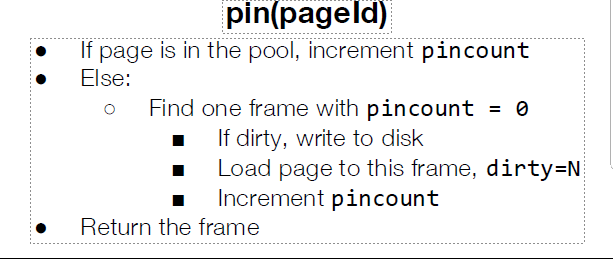 pin(pageId)
● If page is in the pool, increment pincount
● Else:
○ Find one frame with pincount = 0
■ If dirty, write to disk
■ Load page to this frame, dirty=N
■ Increment pincount
● Return the frame